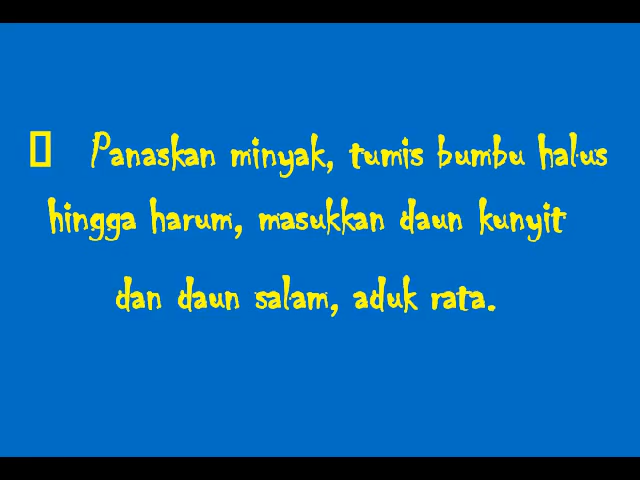 Panaskan minyak, tumis bumbu halus
hingga harum, masukkan daun kunyit
dan daun salam, aduk rata.